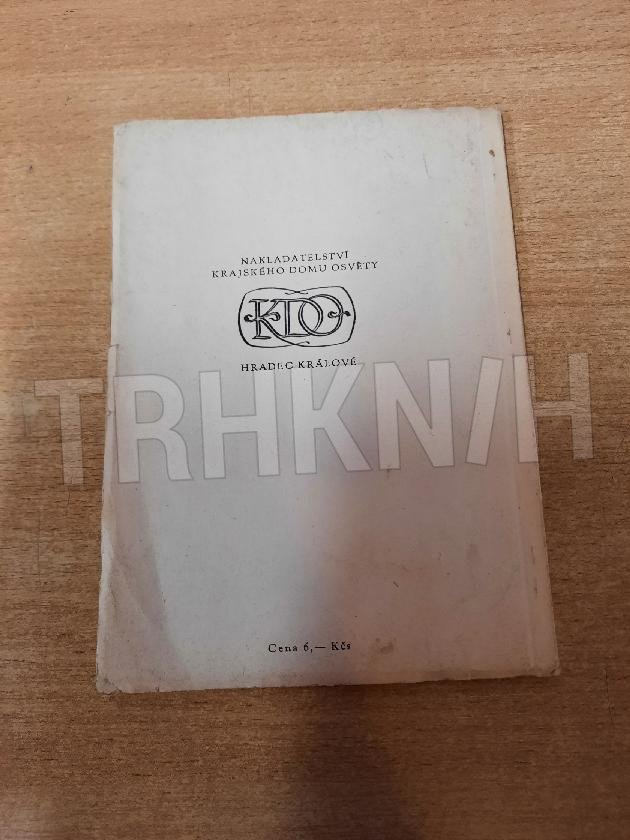 NAKLADATELSTVÍ
KRAJSKÉHO DOMU OSVĚTY
KDO
HRADEC KRÁLOVÉ
TRHKNIH
Cena 6,— Kčs